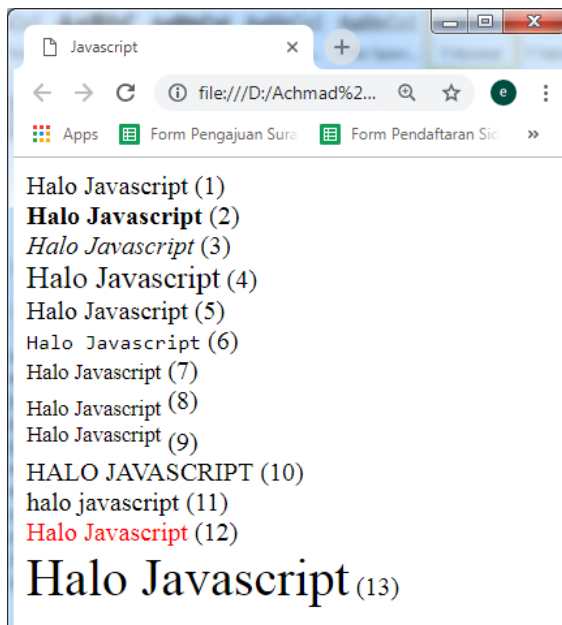 Javascript
file:///D:/Achmad%2...
e
Apps Form Pengajuan Sura Form Pendaftaran Sid »
Halo Javascript (1)
Halo Javascript (2)
Halo Javascript (3)
Halo Javascript (4)
Halo Javascript (5)
Halo Javascript (6)
Halo Javascript (7)
Halo Javascript (8)
Halo Javascript (9)
HALO JAVASCRIPT (10)
halo javascript (11)
Halo Javascript (12)
Halo Javascript (13)